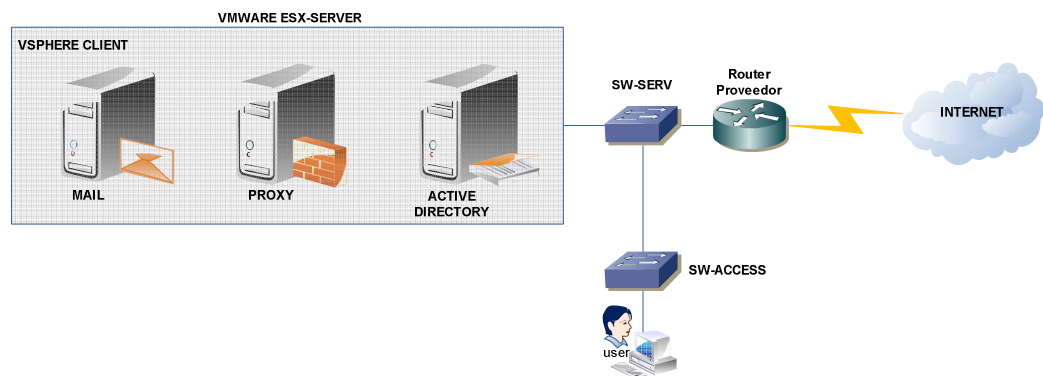 VMWARE ESX-SERVER
VSPHERE CLIENT
MAIL
PROXY
ACTIVE
DIRECTORY
SW-SERV
Router
Proveedor
INTERNET
SW-ACCESS
user